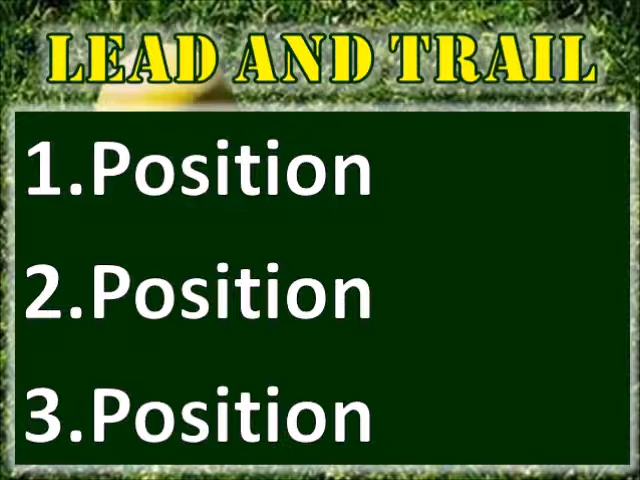 LEAD AND TRAIL
1.Position
2.Position
3.Position